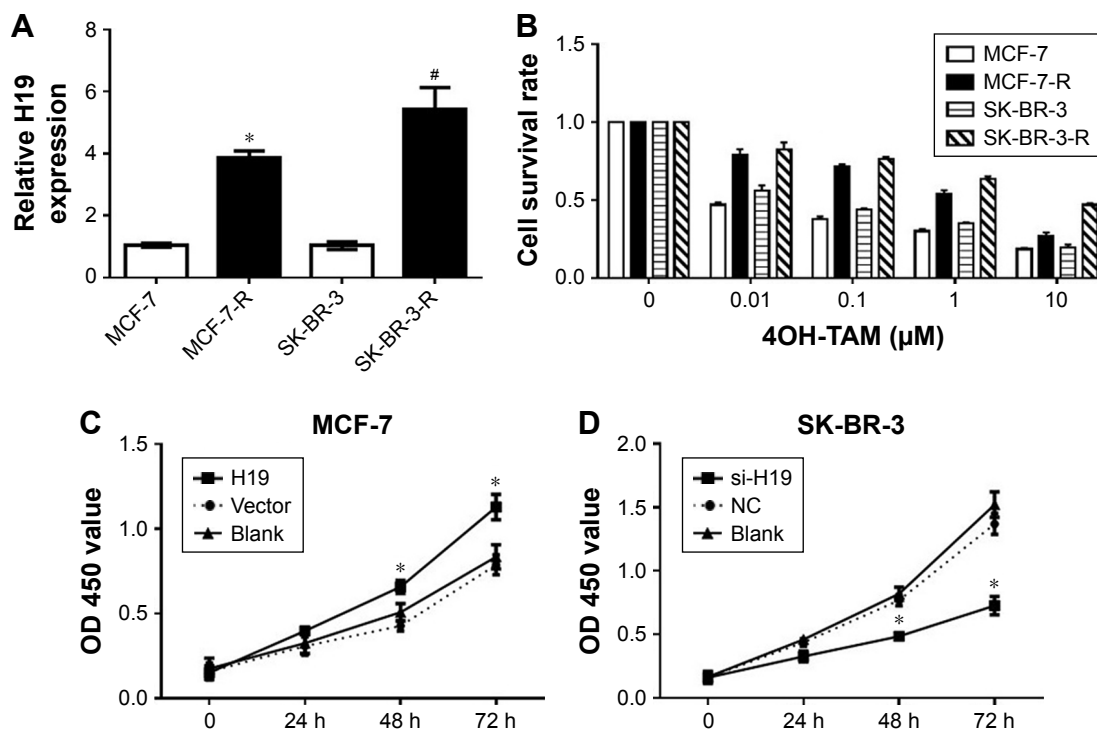 A
Relative H19
expression
8
6
4
2
0
*
#
MCF-7
MCF-7-R
SK-BR-3
SK-BR-3-R
B
Cell survival rate
1.5
1.0
0.5
0.0
MCF-7
MCF-7-R
SK-BR-3
SK-BR-3-R
0
0.01
0.1
1
10
4OH-TAM (μM)
C
MCF-7
OD 450 value
1.5
1.0
0.5
0.0
H19
Vector
Blank
*
*
0
24 h
48 h
72 h
D
SK-BR-3
OD 450 value
2.0
1.5
1.0
0.5
0.0
si-H19
NC
Blank
*
*
0
24 h
48 h
72 h